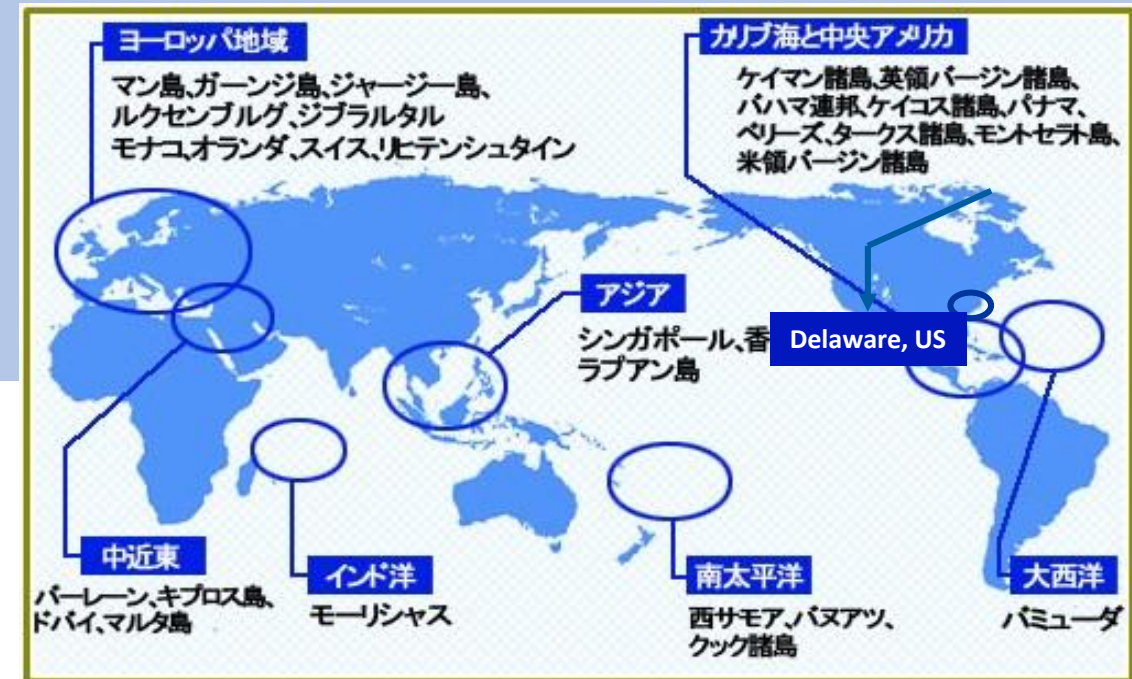 ヨーロッパ地域
マン島、ガーンジ島、ジャージー島、
ルクセンブルグ、ジブラルタル
モナコ、オランダ、スイス、リヒテンシュタイン
カリブ海と中央アメリカ
ケイマン諸島、英領バージン諸島、
バハマ連邦、ケイコス諸島、パナマ、
ベリーズ、タークス諸島、モントセラト島、
米領バージン諸島
アジア
シンガポール、香
ラブアン島
Delaware, US
中近東
バーレーン、キプロス島、
ドバイ、マルタ島
インド洋
モーリシャス
南太平洋
西サモア、バヌアツ、
クック諸島
大西洋
バミューダ